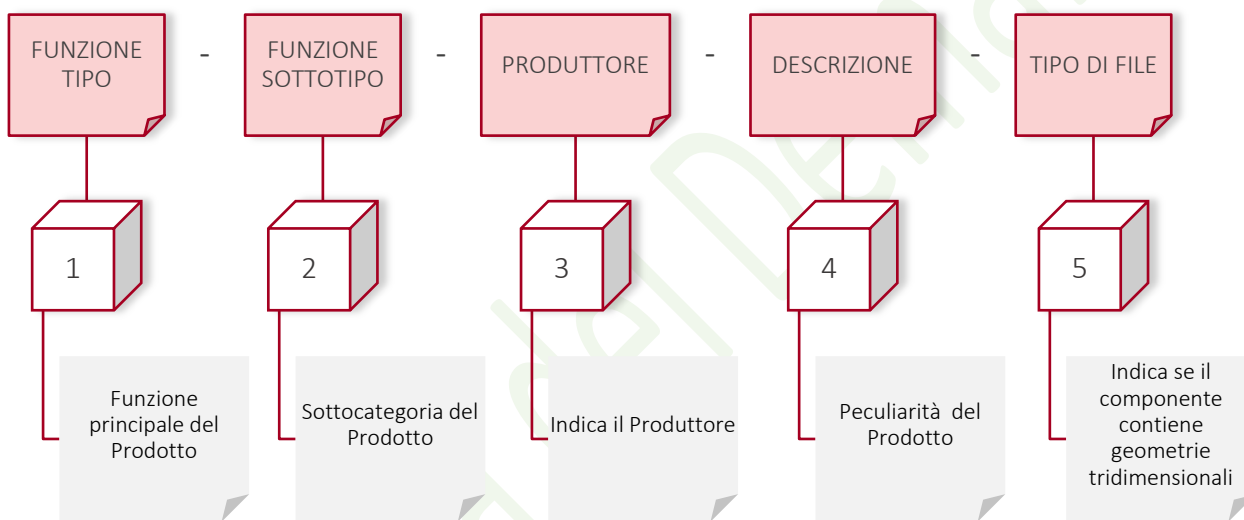 FUNZIONE
TIPO
-
FUNZIONE
SOTTOTIPO
-
PRODUTTORE
-
DESCRIZIONE
-
TIPO DI FILE
1
2
3
4
5
Funzione
principale del
Prodotto
Sottocategoria del
Prodotto
Indica il Produttore
Peculiarità del
Prodotto
Indica se il
componente
contiene
geometrie
tridimensionali
del